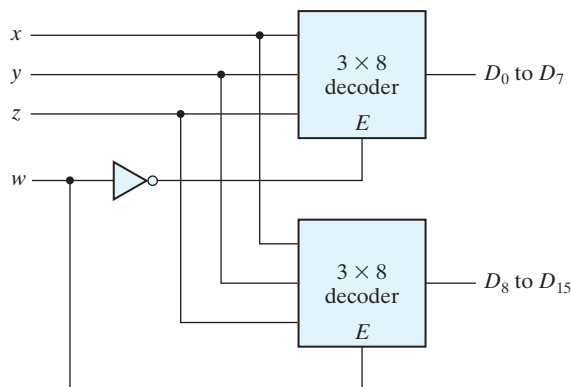 x
y
z
w
3 × 8
decoder
E
D₀ to D₇
3 × 8
decoder
E
D₈ to D₁₅